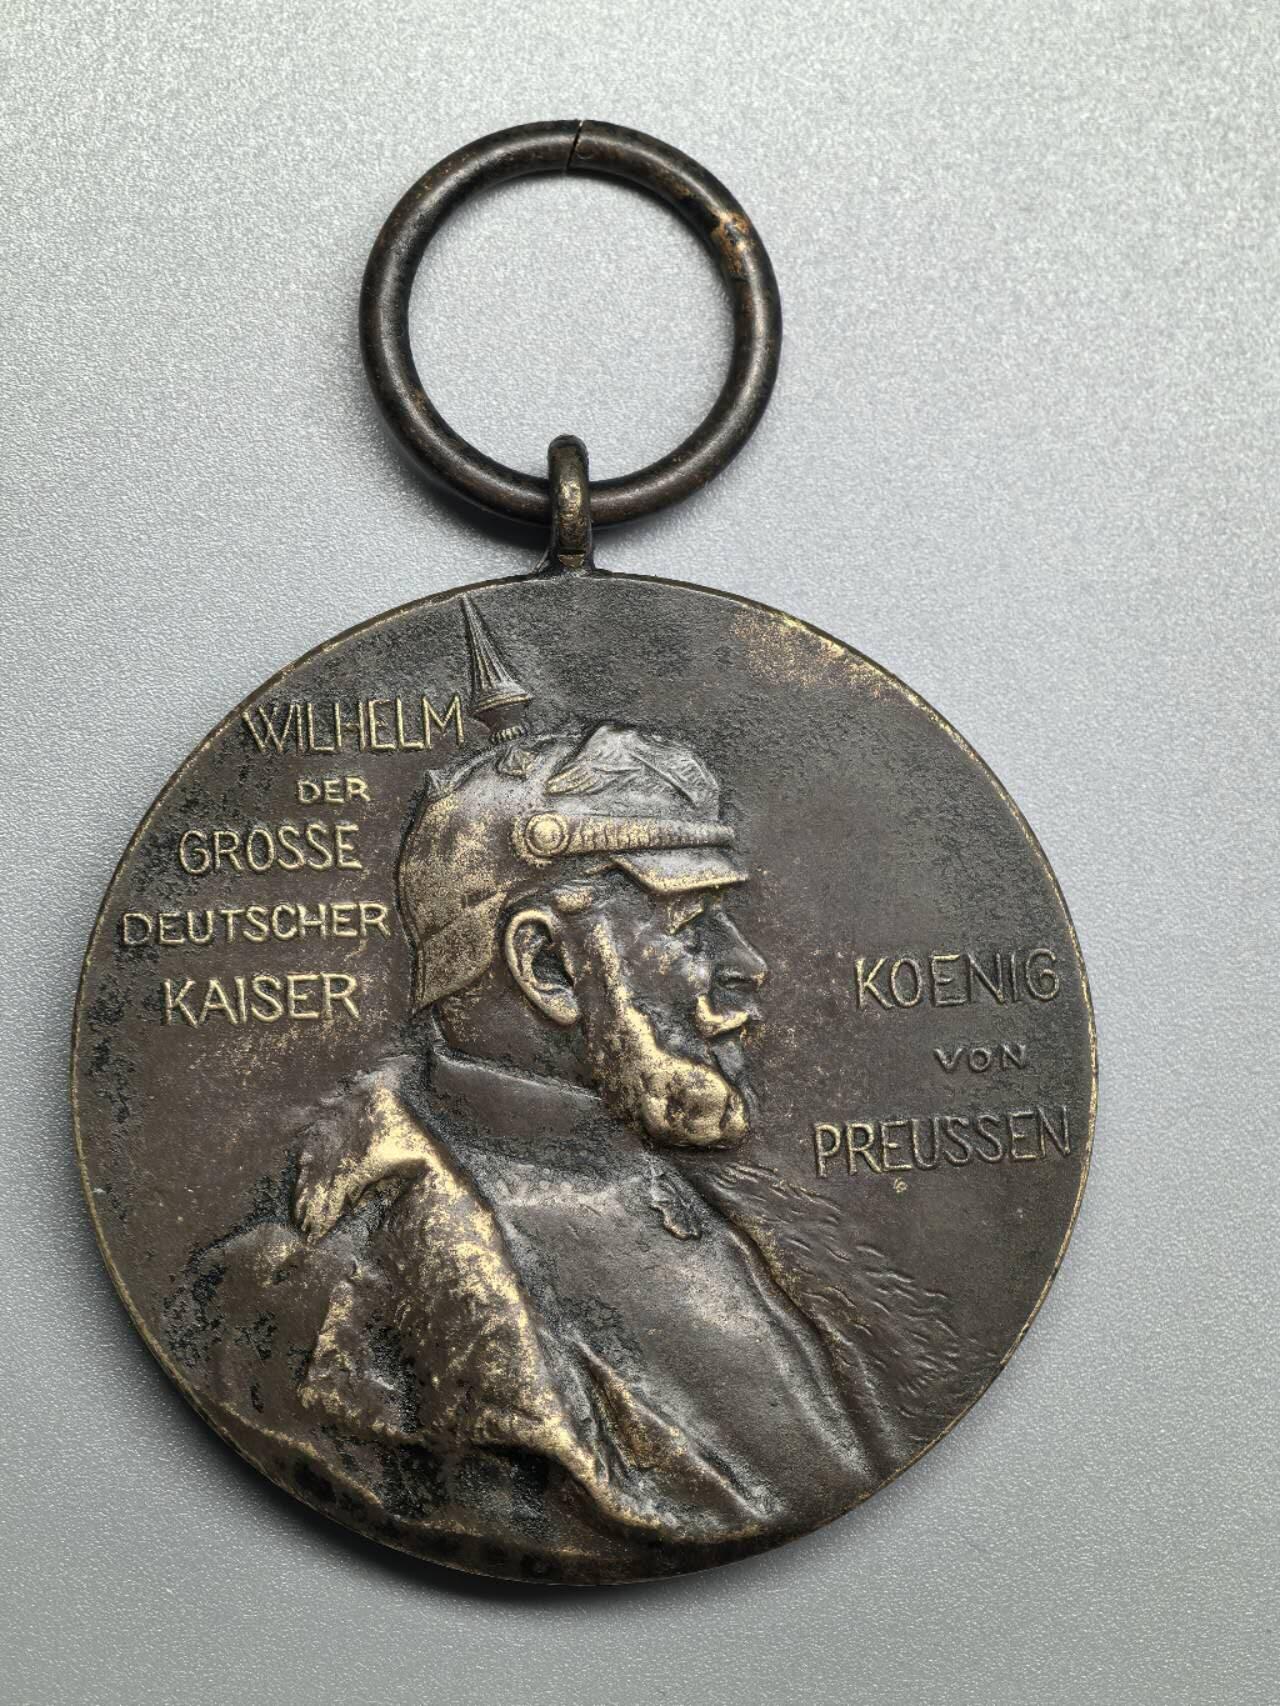 WILHELM
DER
GROSSE
DEUTSCHER
KAISER
KOENIG
VON
PREUSSEN